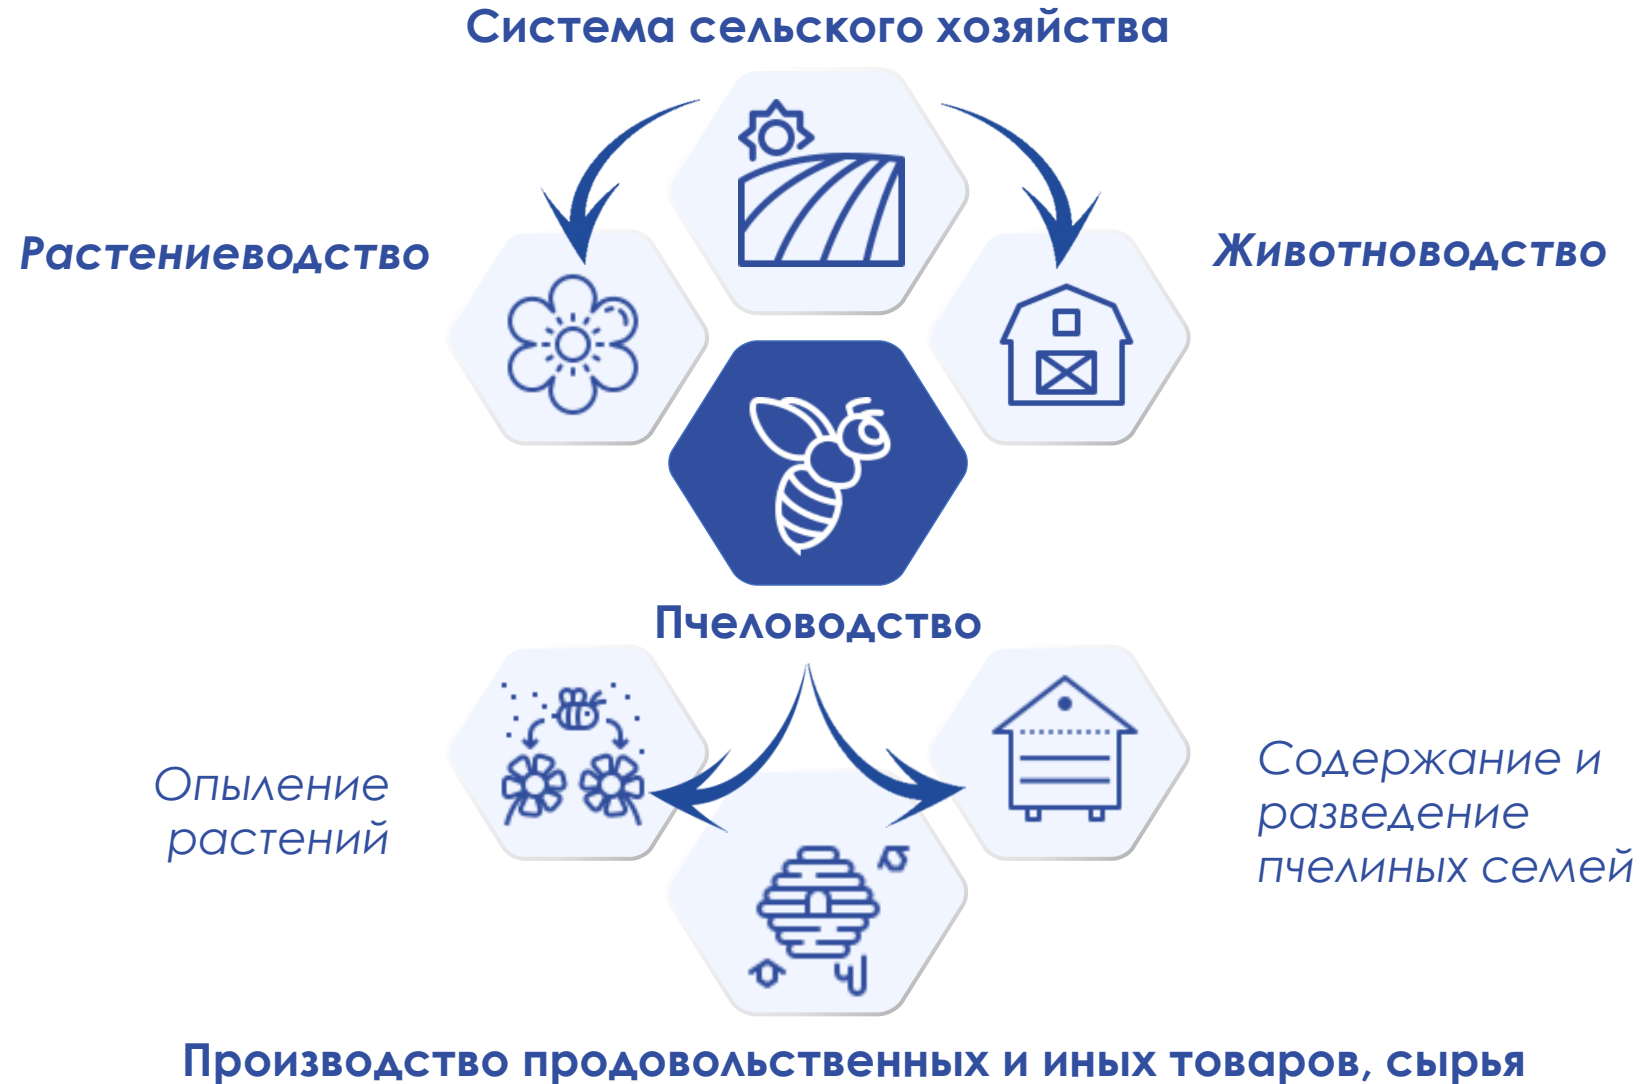 Система сельского хозяйства
Растениеводство
Животноводство
Пчеловодство
Опыление
растений
Содержание и
разведение
пчелиных семей
Производство продовольственных и иных товаров, сырья